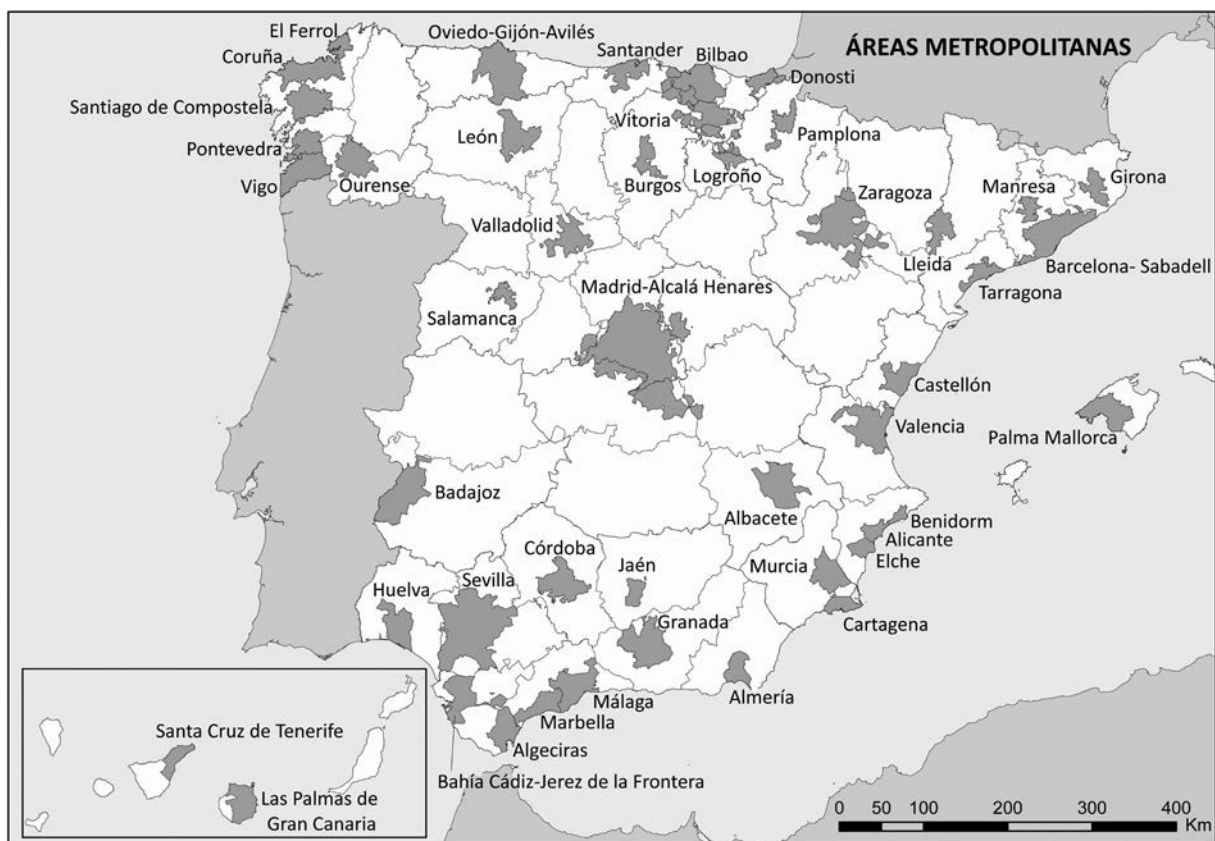 ÁREAS METROPOLITANAS
El Ferrol
Oviedo-Gijón-Avilés
Santander
Bilbao
Coruña
Donosti
Santiago de Compostela
León
Vitoria
Pamplona
Pontevedra
Vigo
Ourense
Burgos
Logroño
Zaragoza
Manresa
Girona
Valladolid
Lleida
Barcelona- Sabadell
Tarragona
Madrid-Alcalá Henares
Salamanca
Castellón
Valencia
Palma Mallorca
Badajoz
Albacete
Benidorm
Alicante
Elche
Córdoba
Jaén
Murcia
Huelva
Sevilla
Granada
Cartagena
Almería
Málaga
Marbella
Algeciras
Bahía Cádiz-Jerez de la Frontera
Santa Cruz de Tenerife
Las Palmas de
Gran Canaria
0 50 100 200 300 400
Km